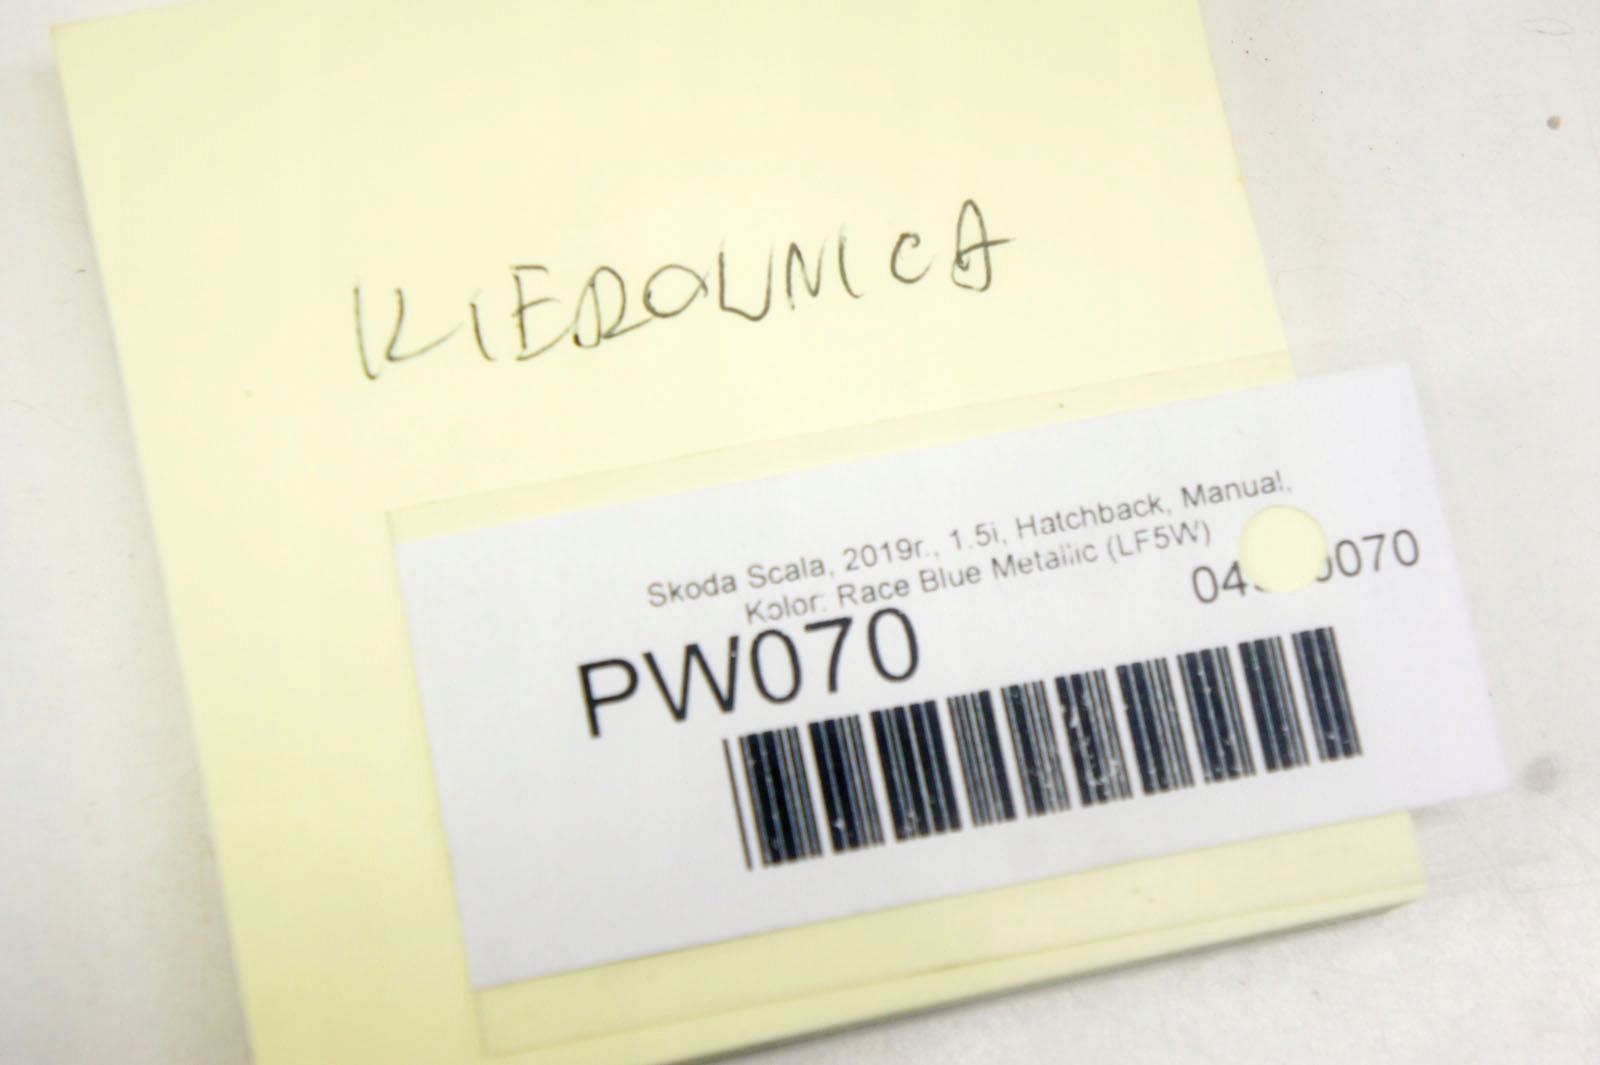 KIEROWNICA
Skoda Scala, 2019r., 1.5i, Hatchback, Manual,
Kolor: Race Blue Metallic (LF5W)
PW070